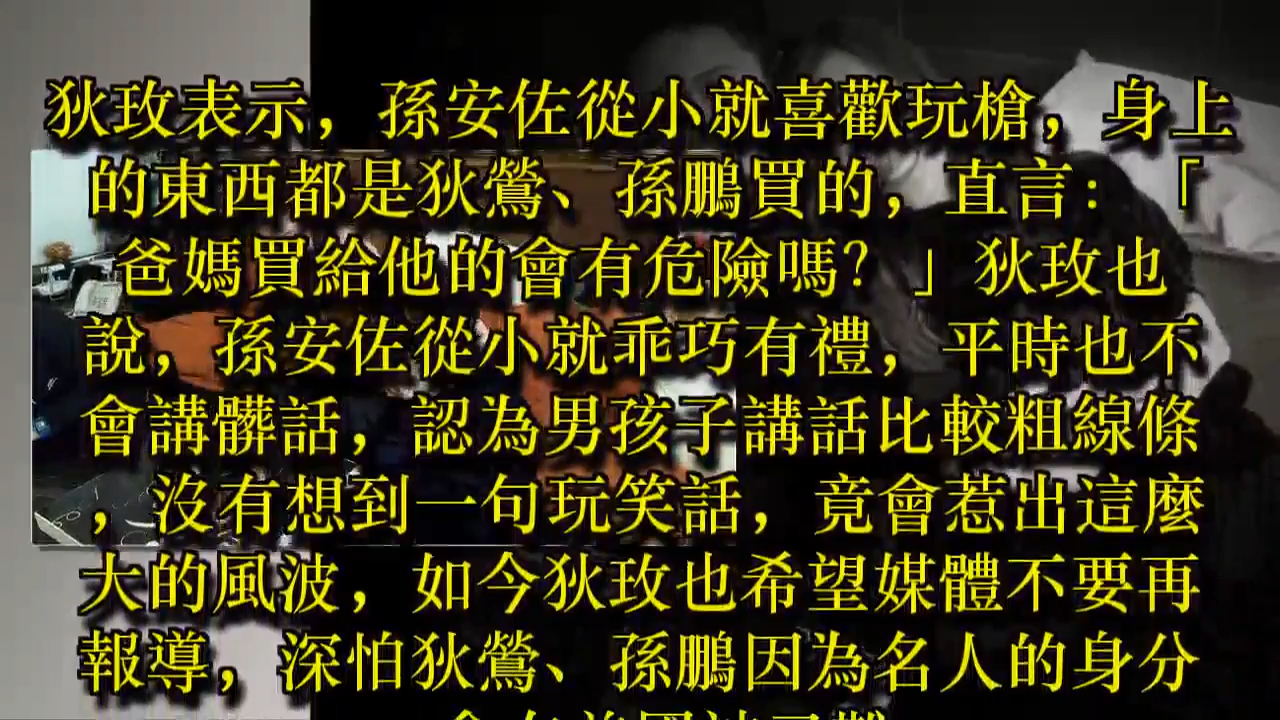 狄玫表示，孫安佐從小就喜歡玩槍，身上
的東西都是狄鶯、孫鵬買的，直言：「
爸媽買給他的會有危險嗎？」狄玫也
說，孫安佐從小就乖巧有禮，平時也不
會講髒話，認為男孩子講話比較粗線條
，沒有想到一句玩笑話，竟會惹出這麼
大的風波，如今狄玫也希望媒體不要再
報導，深怕狄鶯、孫鵬因為名人的身分